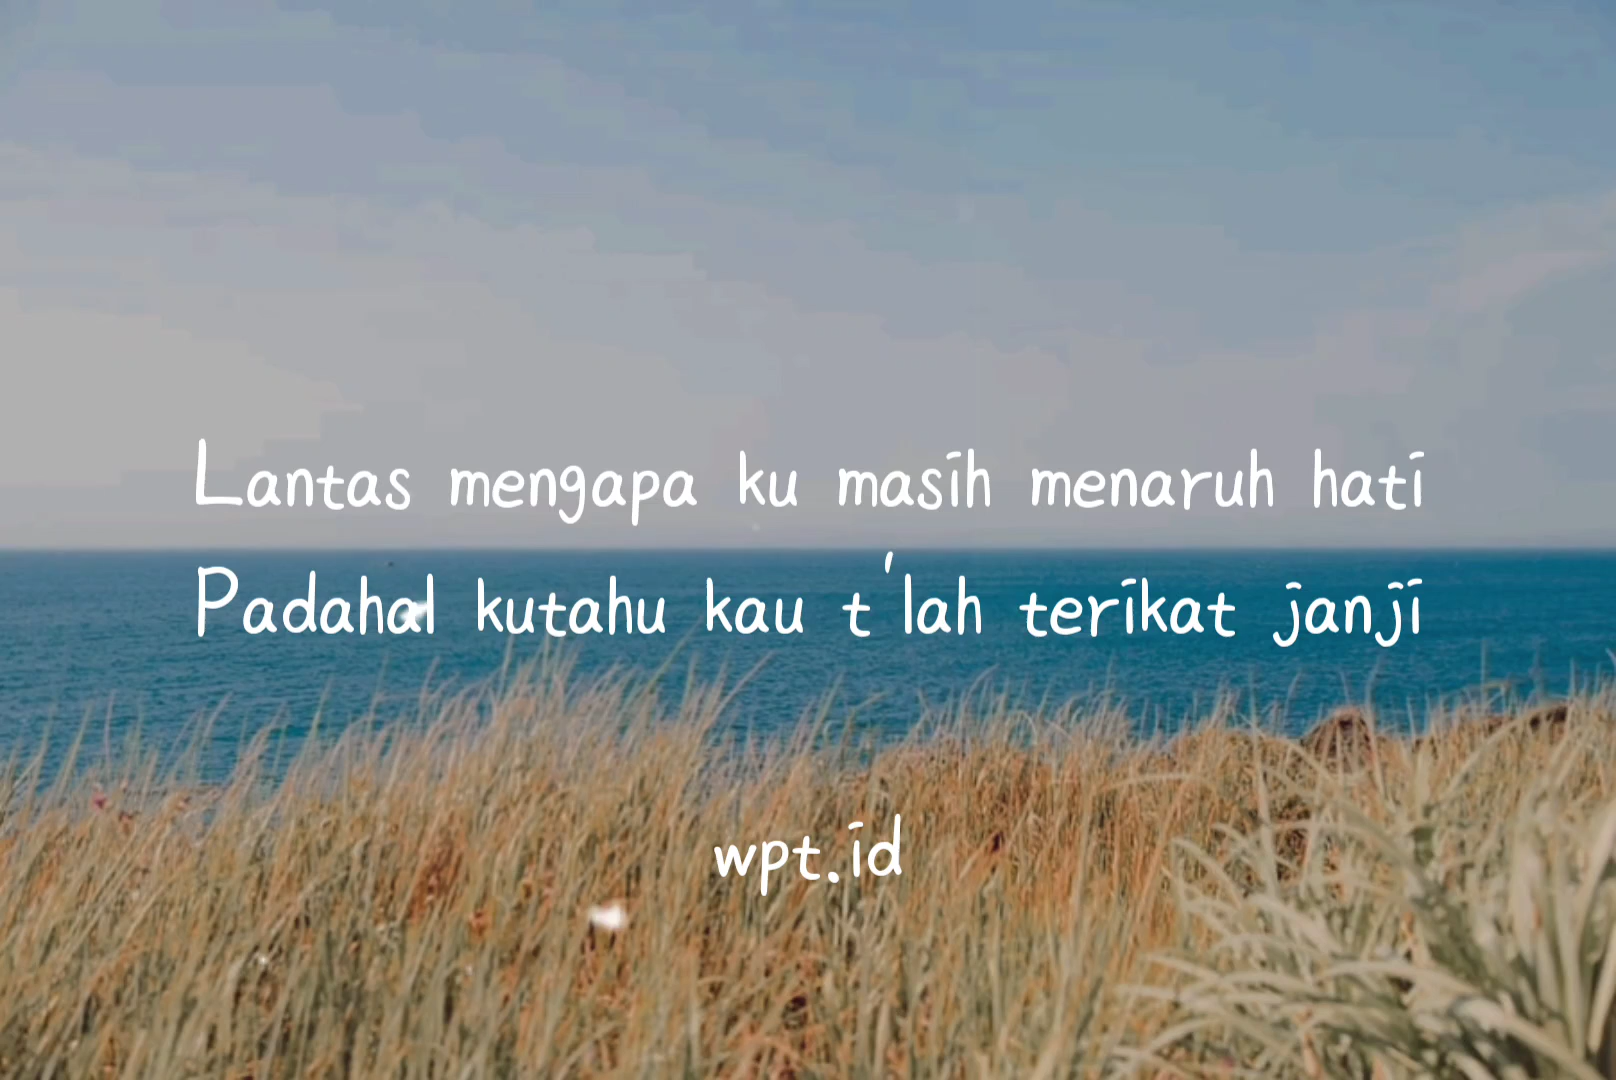 Lantas mengapa ku masih menaruh hati
Padahal kutahu kau t'lah terikat janji
wpt.id